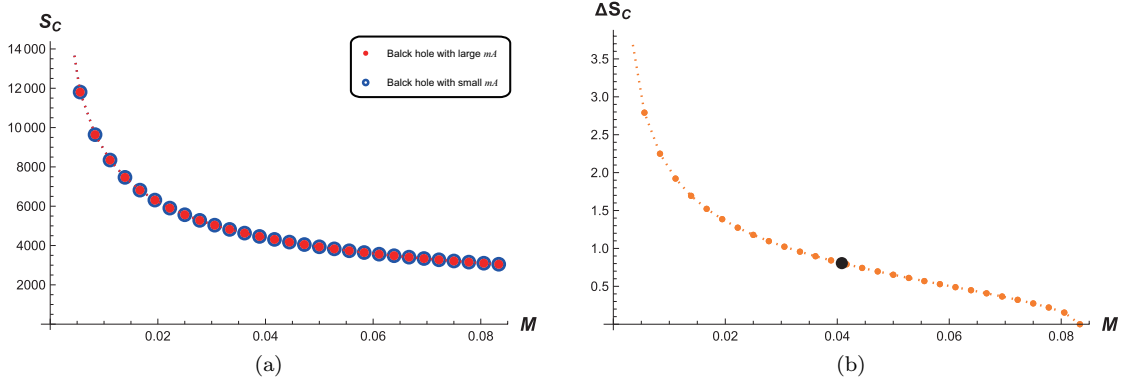 S_C
14 000
12 000
10 000
8000
6000
4000
2000
0.02
0.04
0.06
0.08
M
Balck hole with large mA
Balck hole with small mA
(a)
ΔS_C
3.5
3.0
2.5
2.0
1.5
1.0
0.5
0.02
0.04
0.06
0.08
M
(b)